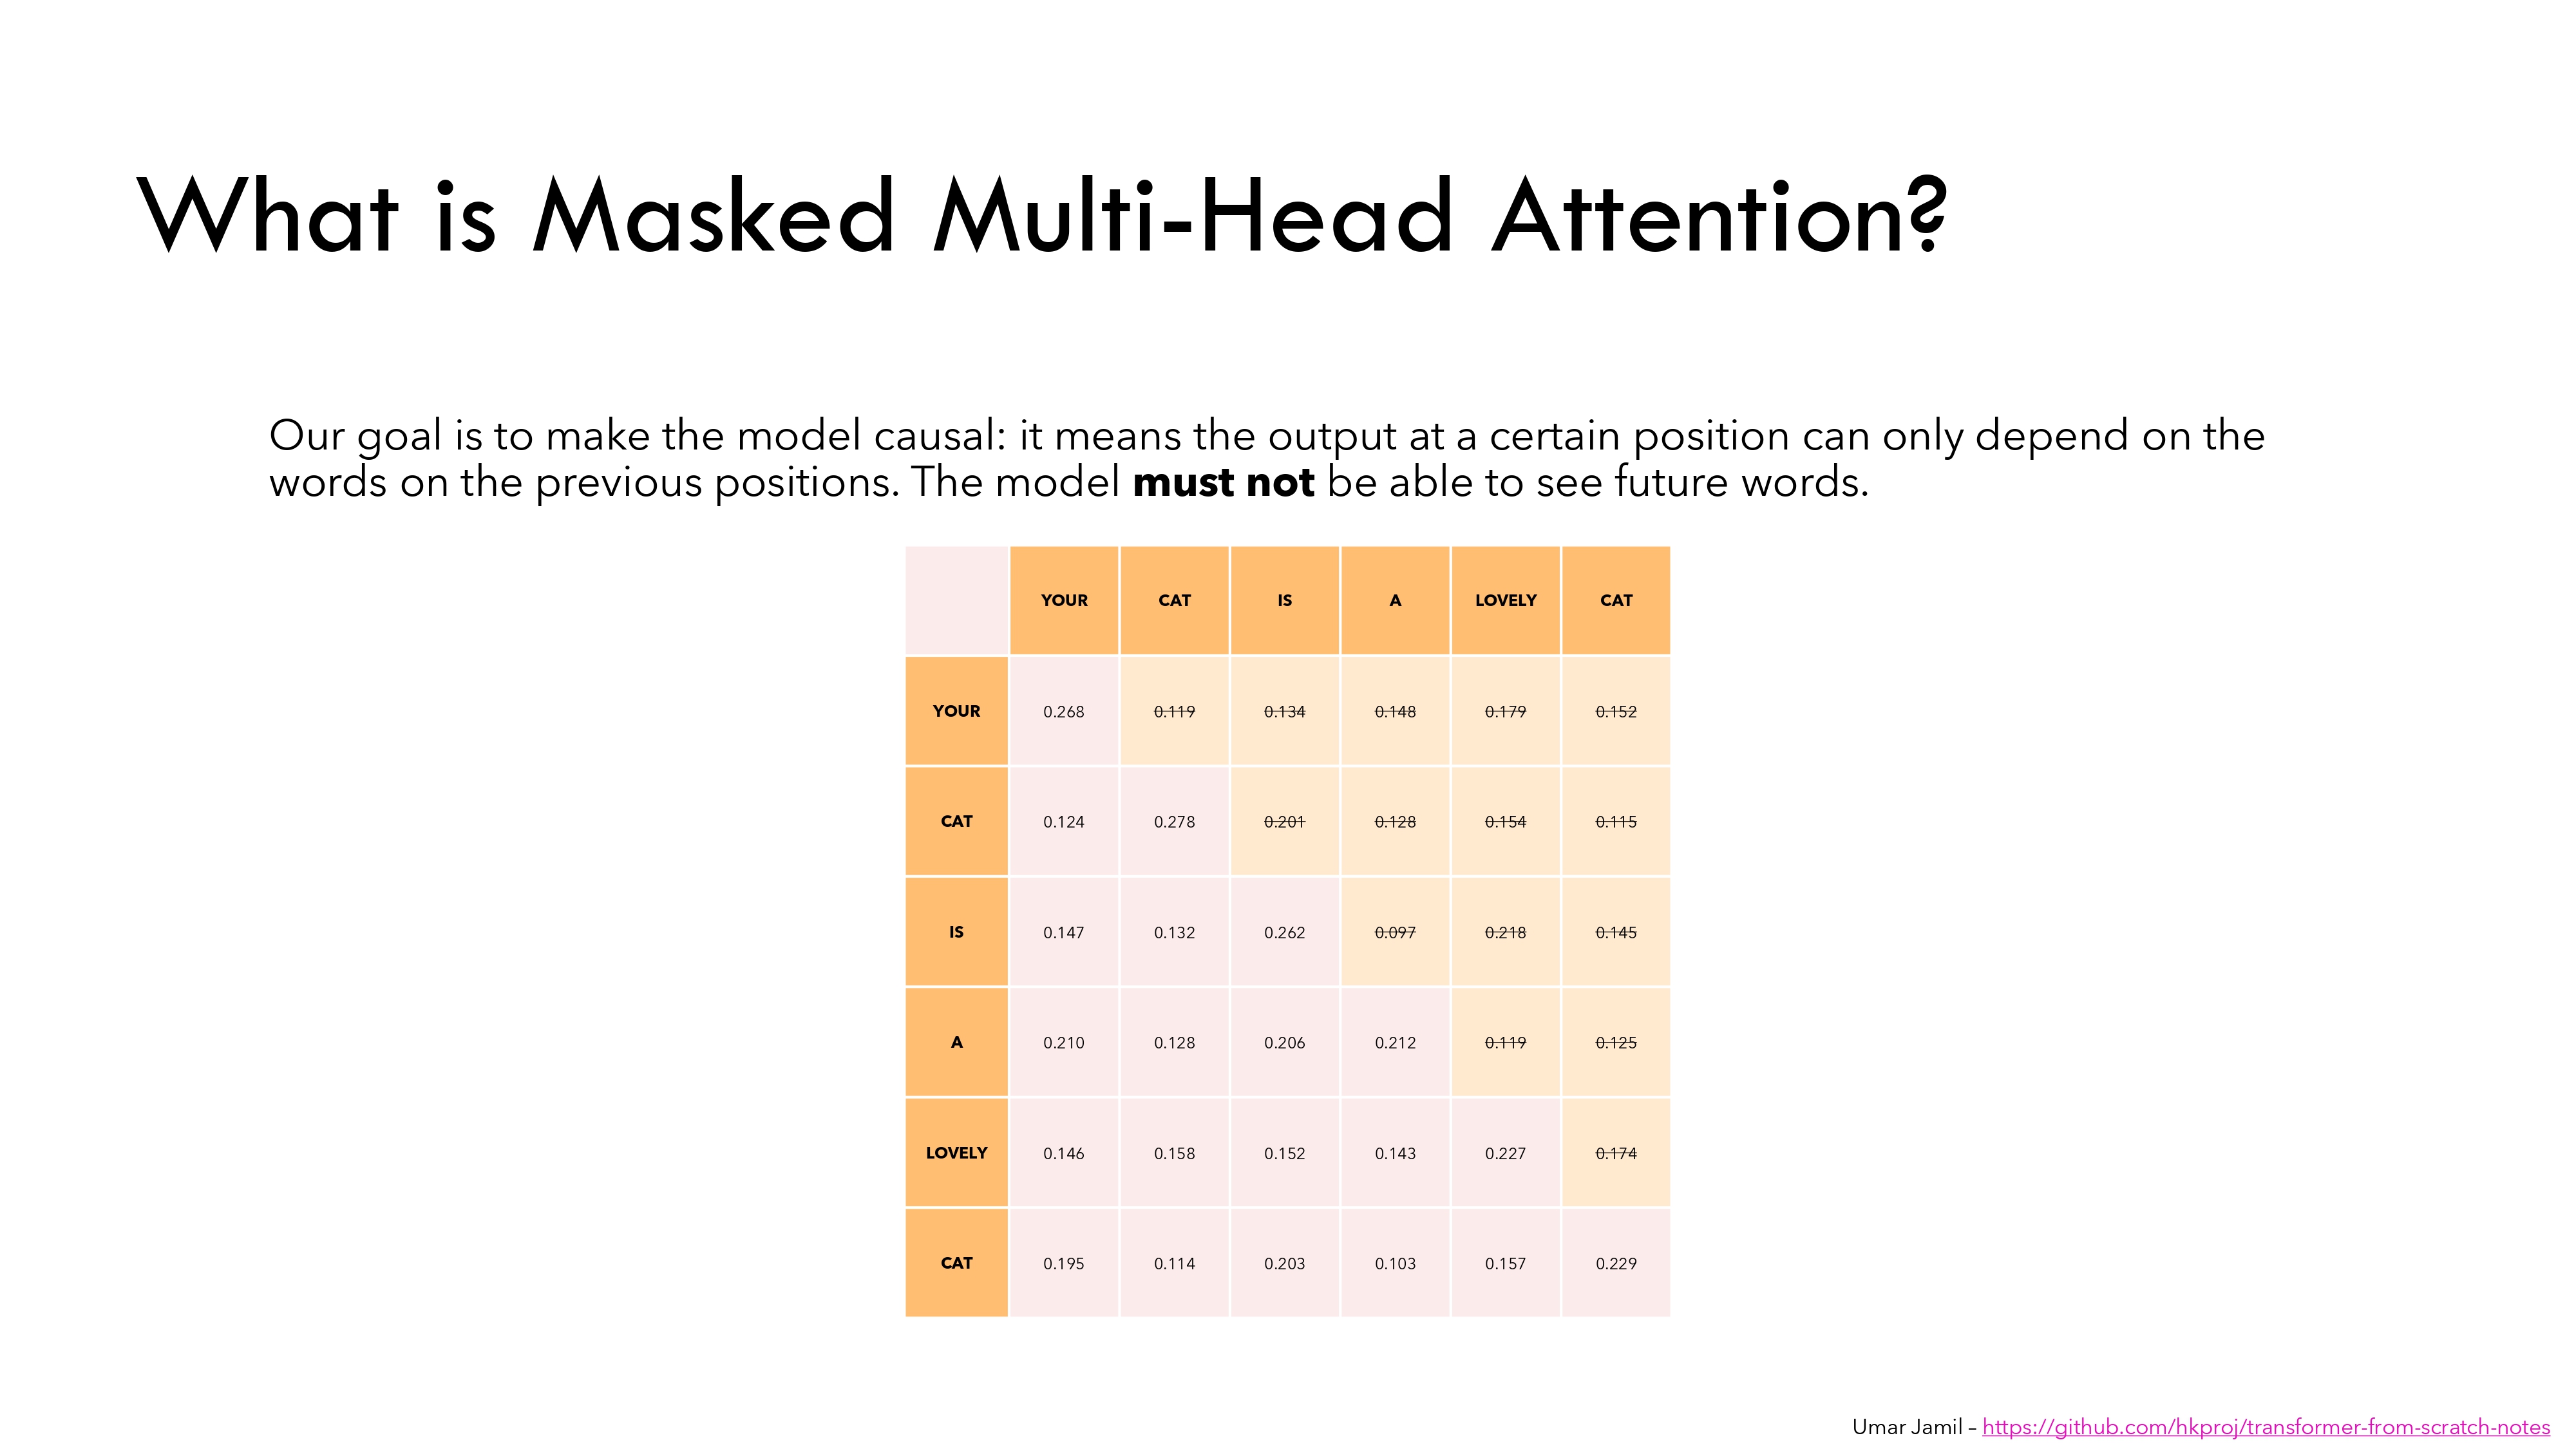 What is Masked Multi-Head Attention?
Our goal is to make the model causal: it means the output at a certain position can only depend on the
words on the previous positions. The model must not be able to see future words.
YOUR CAT IS A LOVELY CAT
YOUR 0.268 0.119 0.134 0.148 0.179 0.152
CAT 0.124 0.278 0.201 0.128 0.154 0.115
IS 0.147 0.132 0.262 0.097 0.218 0.145
A 0.210 0.128 0.206 0.212 0.119 0.125
LOVELY 0.146 0.158 0.152 0.143 0.227 0.174
CAT 0.195 0.114 0.203 0.103 0.157 0.229
Umar Jamil – https://github.com/hkproj/transformer-from-scratch-notes